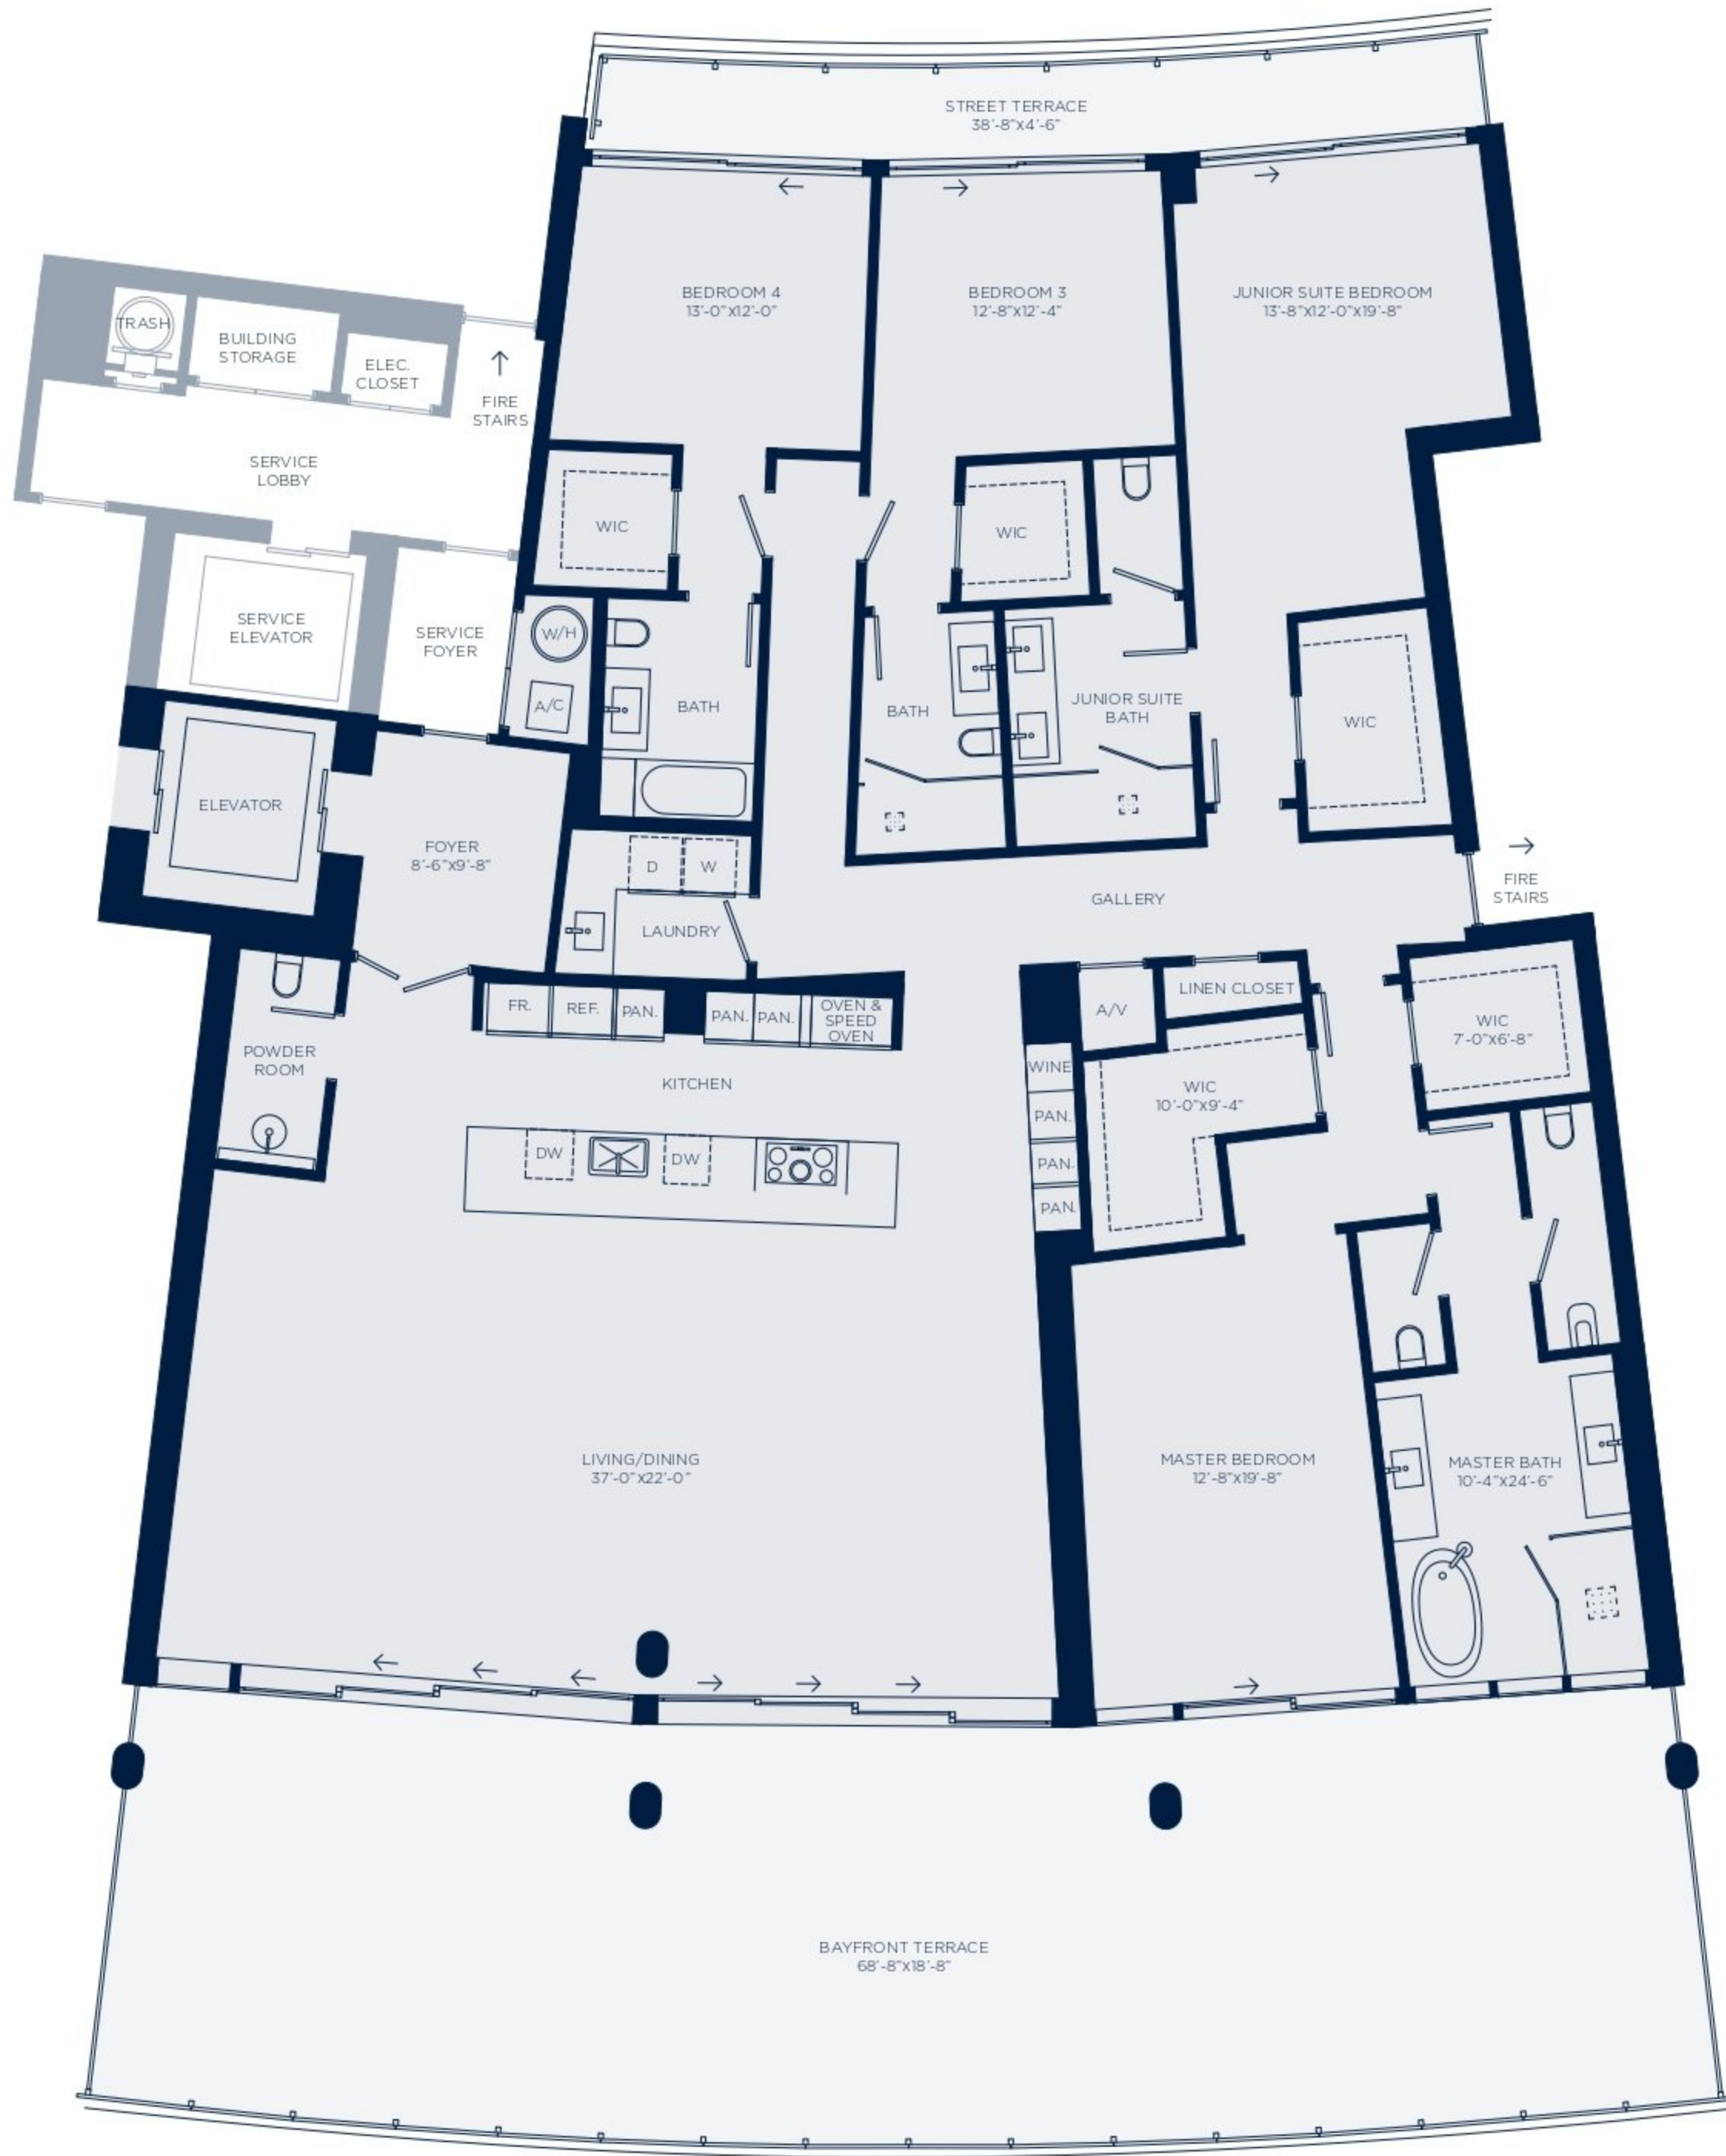 STREET TERRACE
38'-8"x4'-6"
BEDROOM 4
13'-0"x12'-0"
BEDROOM 3
12'-8"x12'-4"
JUNIOR SUITE BEDROOM
13'-8"x12'-0"x19'-8"
TRASH
BUILDING
STORAGE
ELEC.
CLOSET
FIRE
STAIRS
SERVICE
LOBBY
WIC
WIC
SERVICE
ELEVATOR
SERVICE
FOYER
W/H
A/C
BATH
BATH
JUNIOR SUITE
BATH
WIC
ELEVATOR
FOYER
8'-6"x9'-8"
D
W
LAUNDRY
GALLERY
FIRE
STAIRS
FR.
REF.
PAN.
PAN.
PAN.
OVEN &
SPEED
OVEN
A/V
LINEN CLOSET
WIC
7'-0"x6'-8"
POWDER
ROOM
KITCHEN
WINE
PAN.
PAN.
PAN.
WIC
10'-0"x9'-4"
DW
DW
LIVING/DINING
37'-0"x22'-0"
MASTER BEDROOM
12'-8"x19'-8"
MASTER BATH
10'-4"x24'-6"
BAYFRONT TERRACE
68'-8"x18'-8"